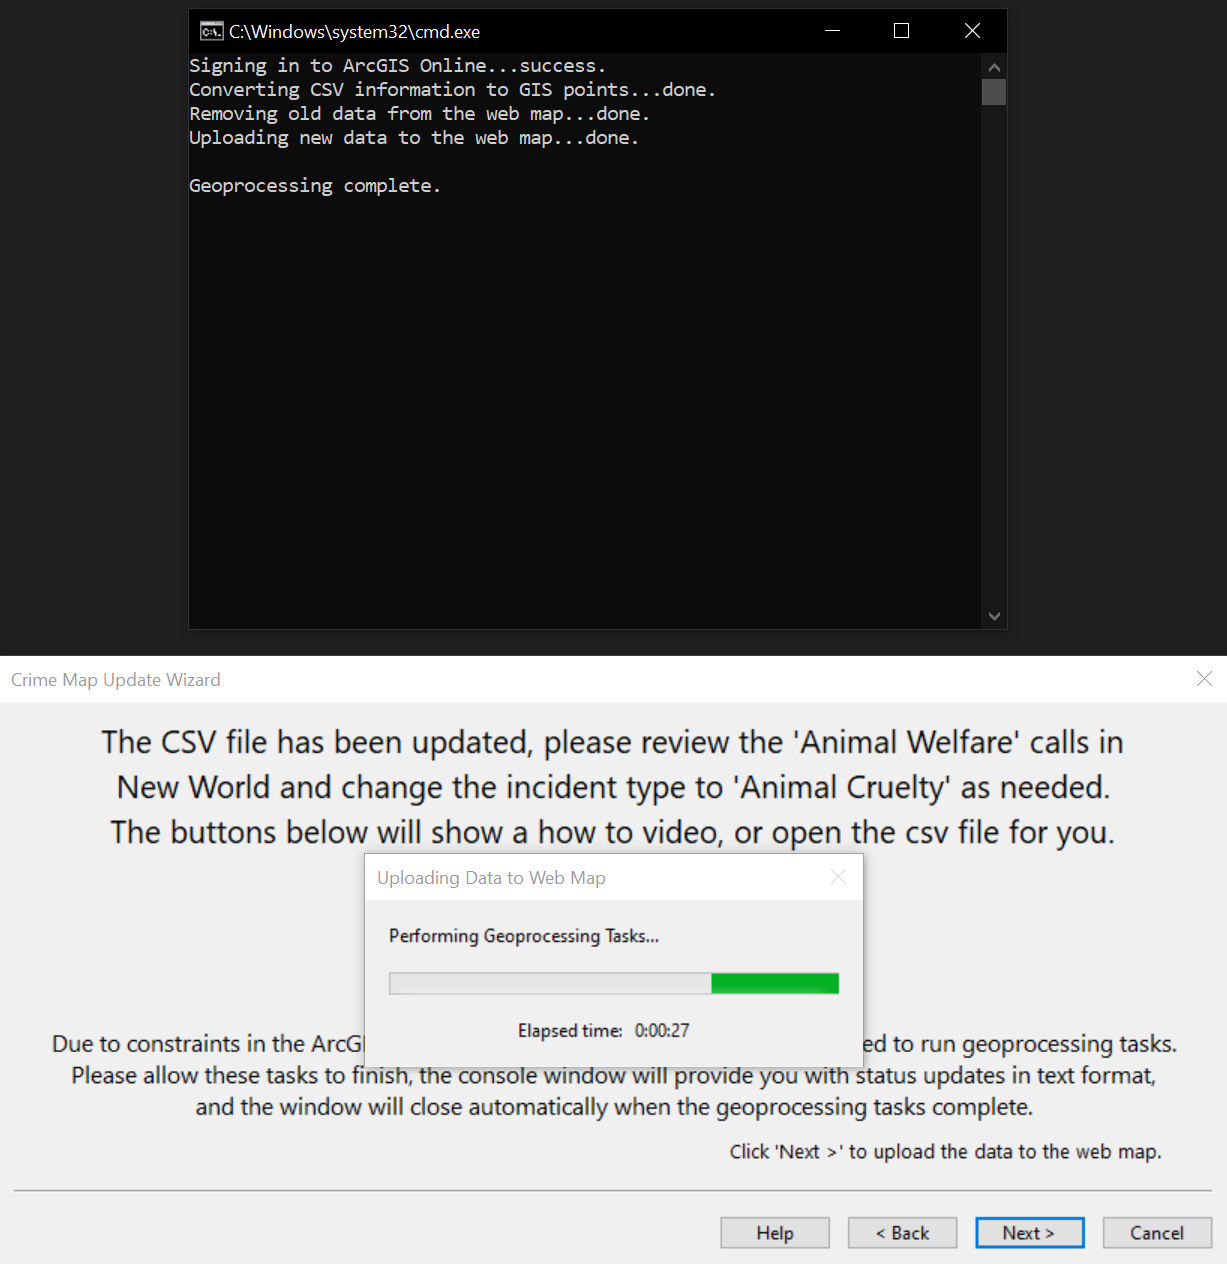 C:\Windows\system32\cmd.exe
Signing in to ArcGIS Online...success.
Converting CSV information to GIS points...done.
Removing old data from the web map...done.
Uploading new data to the web map...done.
Geoprocessing complete.
Crime Map Update Wizard
The CSV file has been updated, please review the 'Animal Welfare' calls in
New World and change the incident type to 'Animal Cruelty' as needed.
The buttons below will show a how to video, or open the csv file for you.
Uploading Data to Web Map
Performing Geoprocessing Tasks...
Elapsed time: 0:00:27
Due to constraints in the ArcGI ed to run geoprocessing tasks.
Please allow these tasks to finish, the console window will provide you with status updates in text format,
and the window will close automatically when the geoprocessing tasks complete.
Click 'Next >' to upload the data to the web map.
Help < Back Next > Cancel